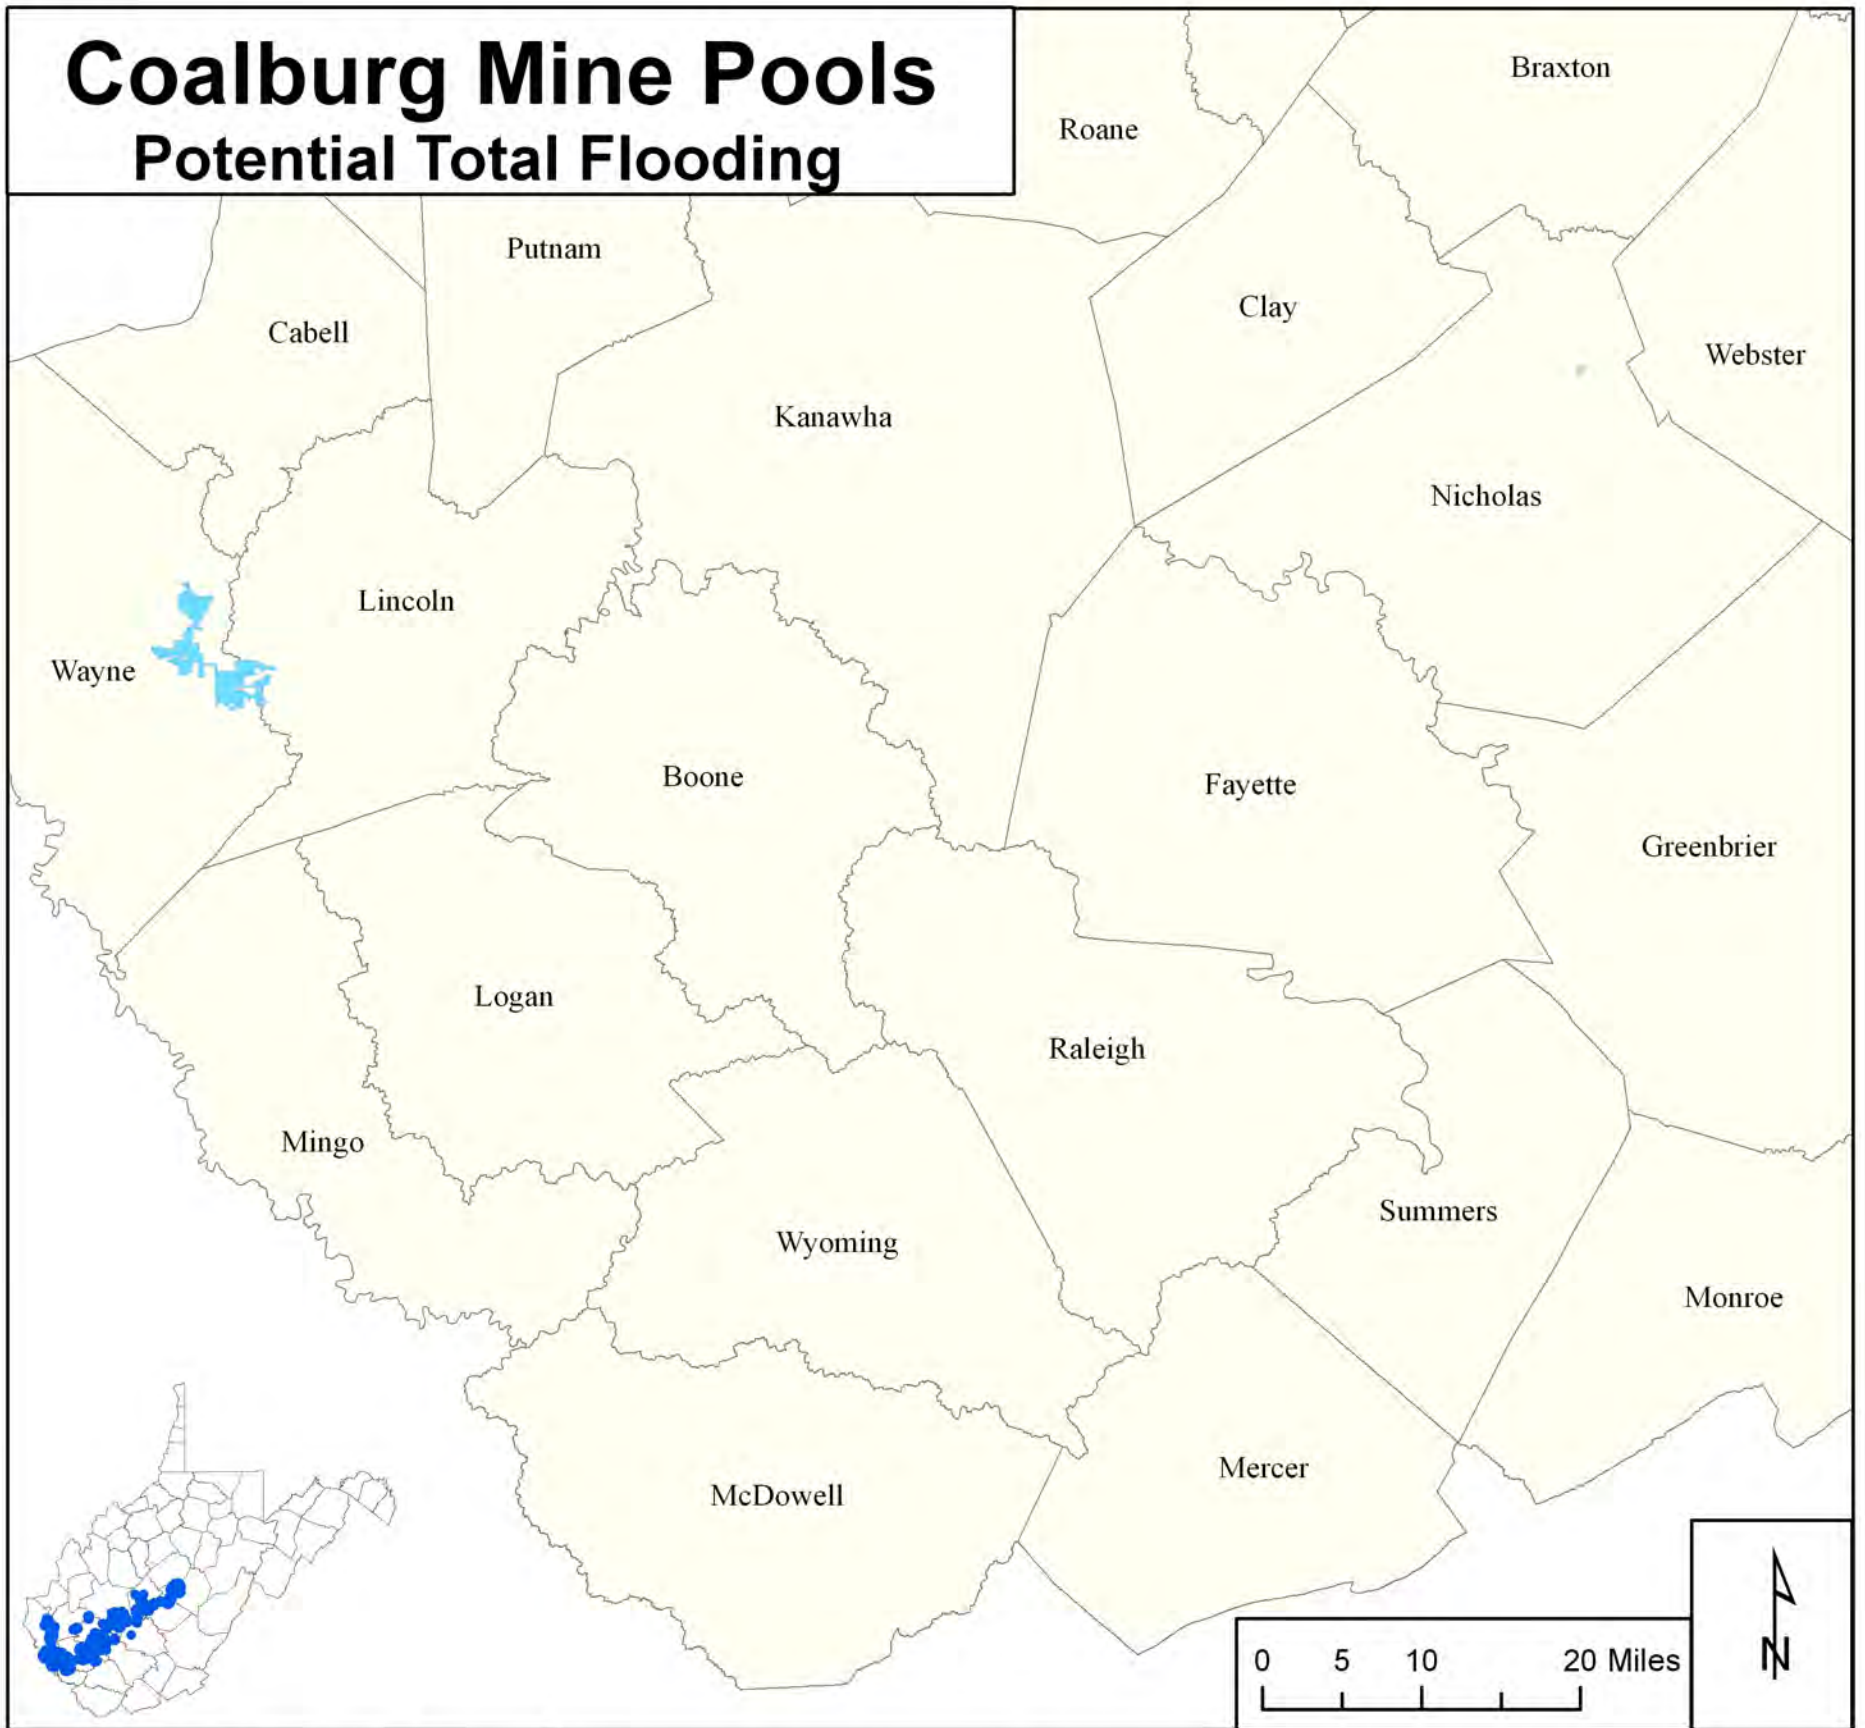 Coalburg Mine Pools
Potential Total Flooding
Braxton
Roane
Putnam
Clay
Cabell
Webster
Kanawha
Nicholas
Lincoln
Wayne
Boone
Fayette
Greenbrier
Logan
Raleigh
Mingo
Summers
Wyoming
Monroe
Mercer
McDowell
0 5 10 20 Miles
N